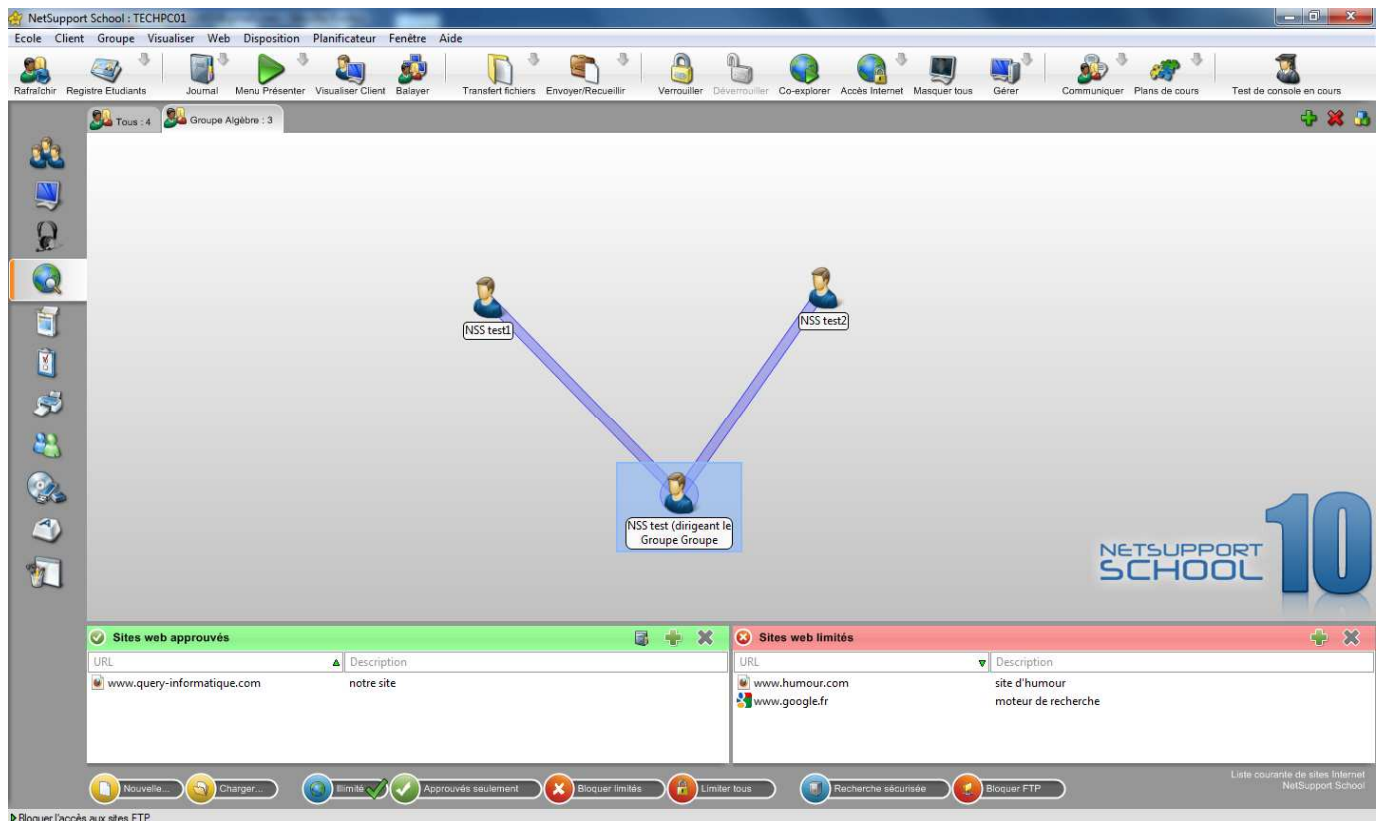 NetSupport School : TECHPC01
Ecole Client Groupe Visualiser Web Disposition Planificateur Fenêtre Aide
Rafraîchir Registre Etudiants Journal Menu Présenter Visualiser Client Balayer Transfert fichiers Envoyer/Recueillir Verrouiller Déverrouiller Co-explorer Accès Internet Masquer tous Gérer Communiquer Plans de cours Test de console en cours
Tous : 4 Groupe Algèbre : 3
NSS test1
NSS test2
NSS test (dirigeant le
Groupe Groupe
NETSUPPORT
SCHOOL 10
Sites web approuvés
URL Description
www.query-informatique.com notre site
Sites web limités
URL Description
www.humour.com site d'humour
www.google.fr moteur de recherche
Nouvelle... Charger... Illimité Approuvés seulement Bloquer limités Limiter tous Recherche sécurisée Bloquer FTP
Liste courante de sites Internet
NetSupport School
Bloquer l'accès aux sites FTP